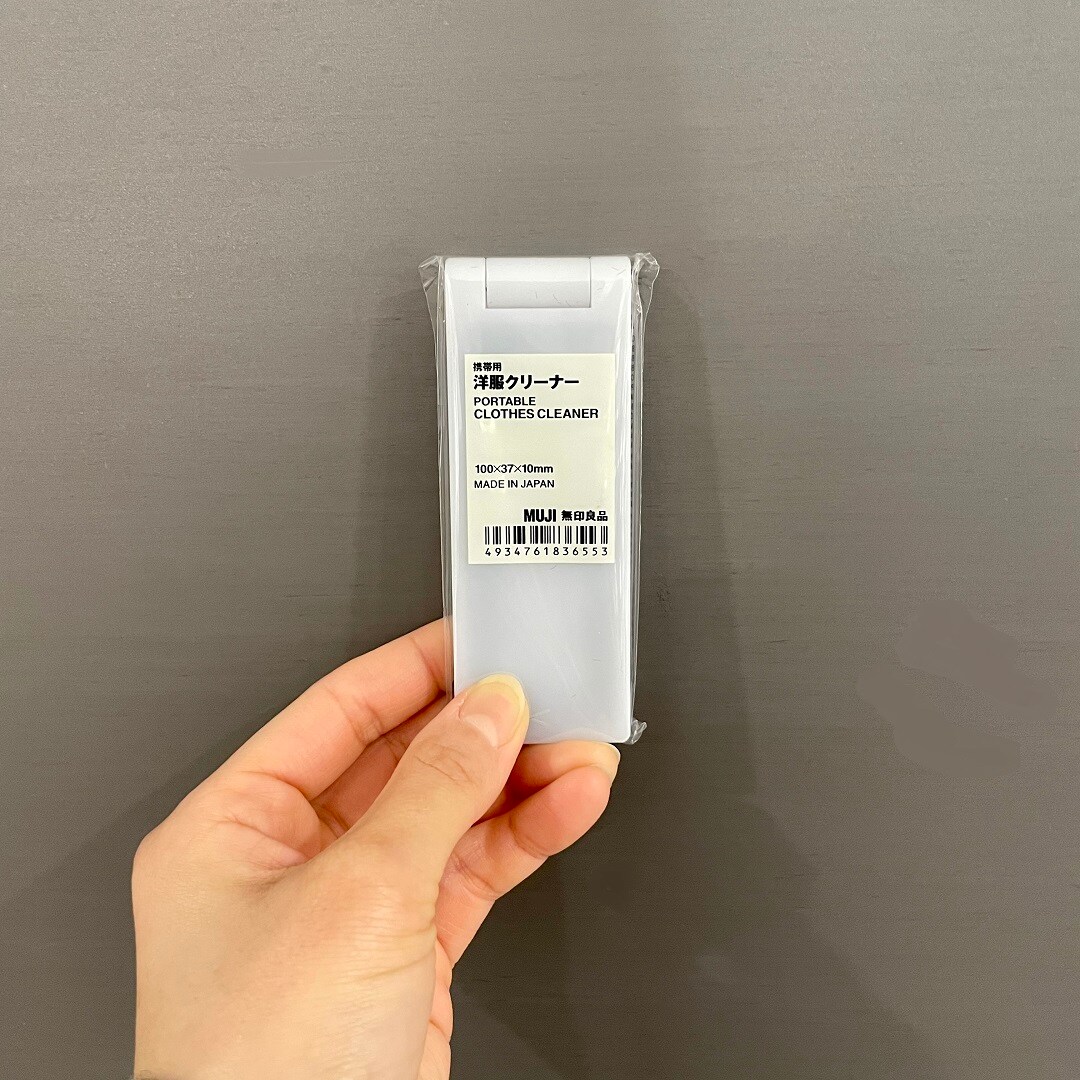 携帯用
洋服クリーナー
PORTABLE
CLOTHES CLEANER
100×37×10mm
MADE IN JAPAN
MUJI 無印良品
4934761836553